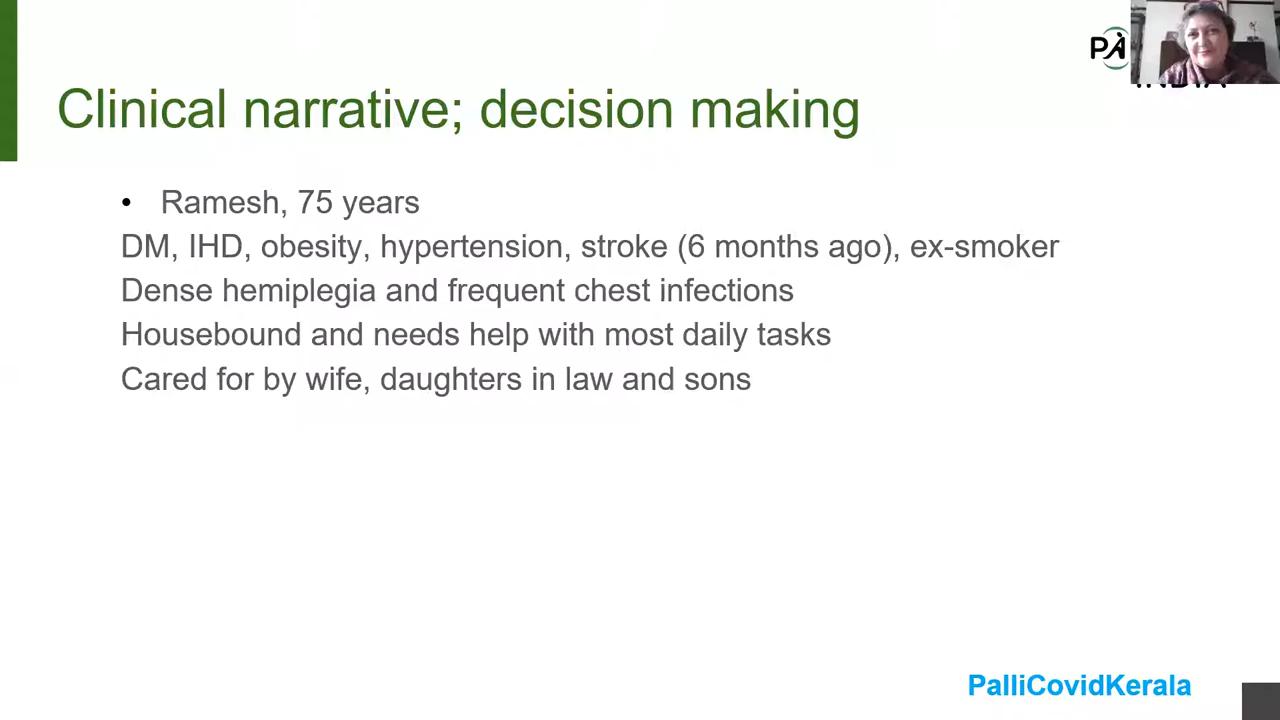 PA
INDIA
Clinical narrative; decision making
• Ramesh, 75 years
DM, IHD, obesity, hypertension, stroke (6 months ago), ex-smoker
Dense hemiplegia and frequent chest infections
Housebound and needs help with most daily tasks
Cared for by wife, daughters in law and sons
PalliCovidKerala